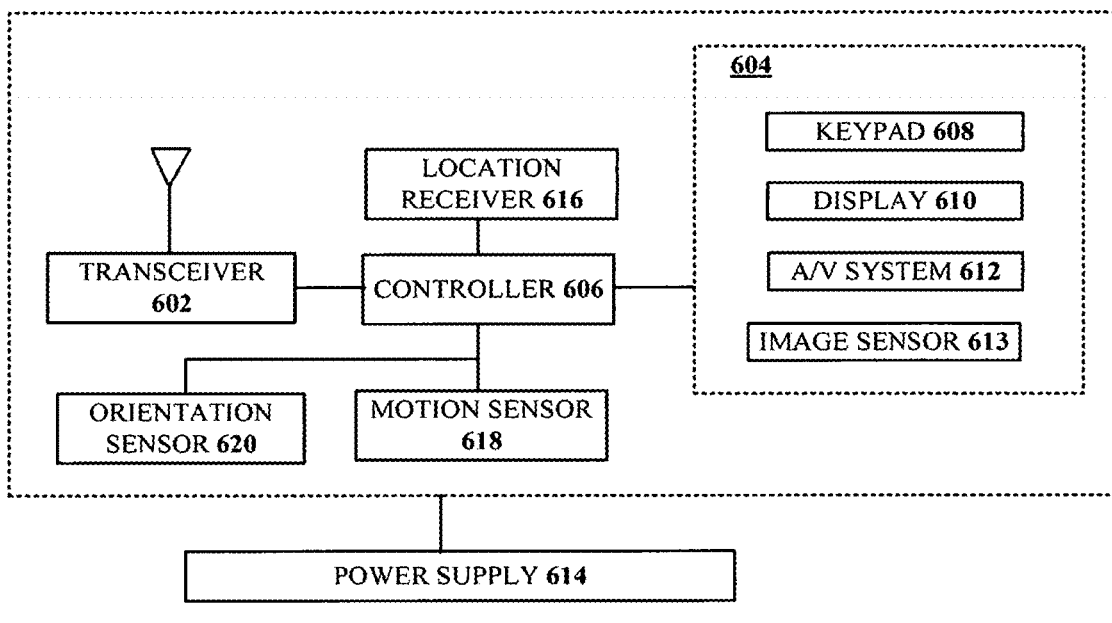 604
KEYPAD 608
DISPLAY 610
A/V SYSTEM 612
IMAGE SENSOR 613
LOCATION
RECEIVER 616
TRANSCEIVER
602
CONTROLLER 606
ORIENTATION
SENSOR 620
MOTION SENSOR
618
POWER SUPPLY 614